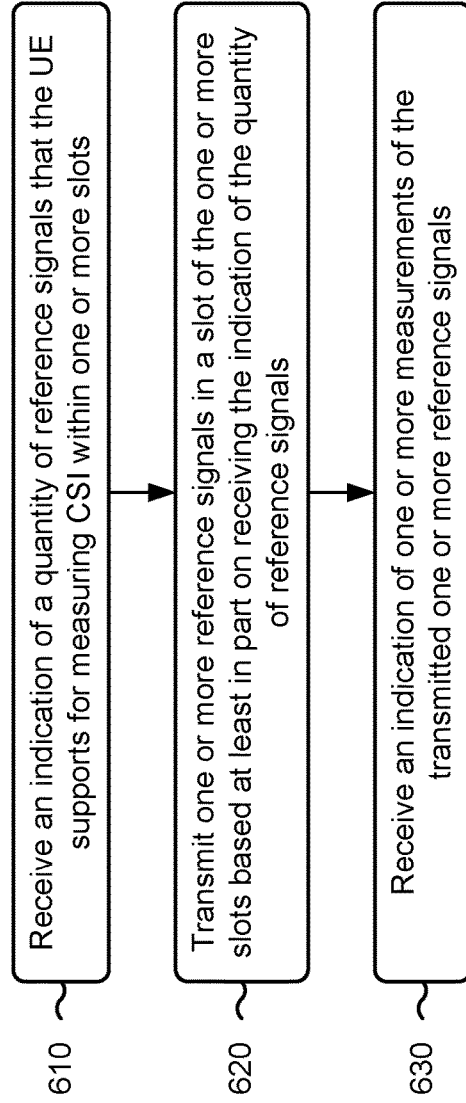 610
Receive an indication of a quantity of reference signals that the UE
supports for measuring CSI within one or more slots
620
Transmit one or more reference signals in a slot of the one or more
slots based at least in part on receiving the indication of the quantity
of reference signals
630
Receive an indication of one or more measurements of the
transmitted one or more reference signals